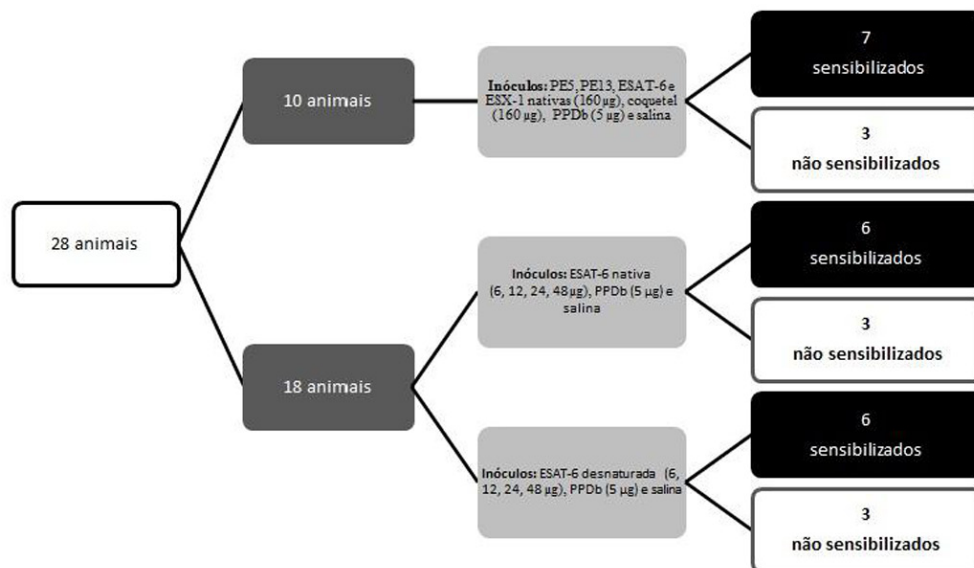 28 animais
10 animais
Inóculos: PE5, PE13, ESAT-6 e
ESX-1 nativas (160 µg), coquetel
(160 µg), PPDb (5 µg) e salina
7
sensibilizados
3
não sensibilizados
18 animais
Inóculos: ESAT-6 nativa
(6, 12, 24, 48µg), PPDb (5 µg) e
salina
6
sensibilizados
3
não sensibilizados
Inóculos: ESAT-6 desnaturada (6,
12, 24, 48 µg), PPDb (5 µg) e salina
6
sensibilizados
3
não sensibilizados